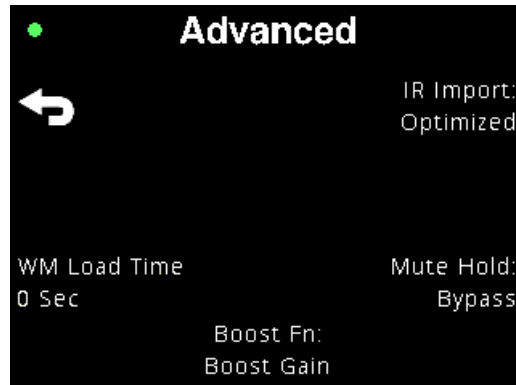 Advanced
IR Import:
Optimized
WM Load Time
0 Sec
Mute Hold:
Bypass
Boost Fn:
Boost Gain